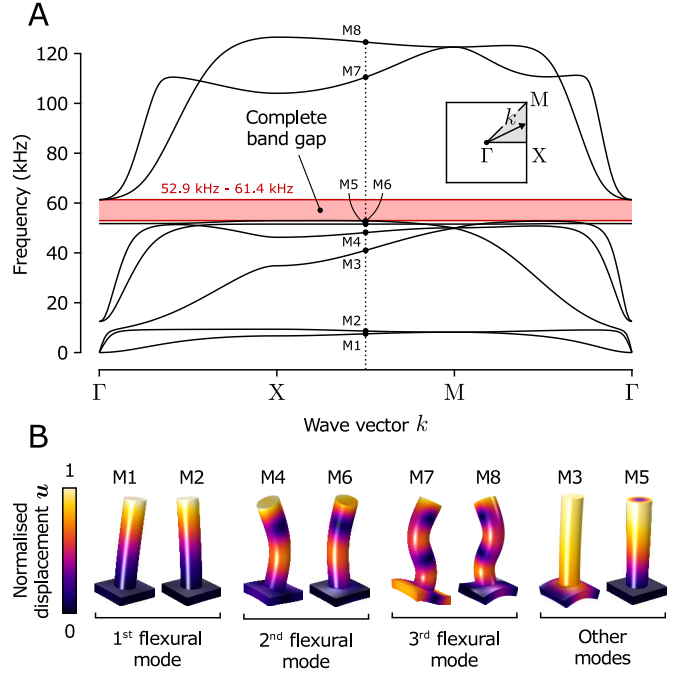 A
120
100
80
60
40
20
0
Frequency (kHz)
M8
M7
Complete
band gap
M
k
Γ
X
52.9 kHz - 61.4 kHz
M5
M6
M4
M3
M2
M1
Γ
X
M
Γ
Wave vector k
B
Normalised
displacement u
1
0
M1
M2
M4
M6
M7
M8
M3
M5
1st flexural
mode
2nd flexural
mode
3rd flexural
mode
Other
modes